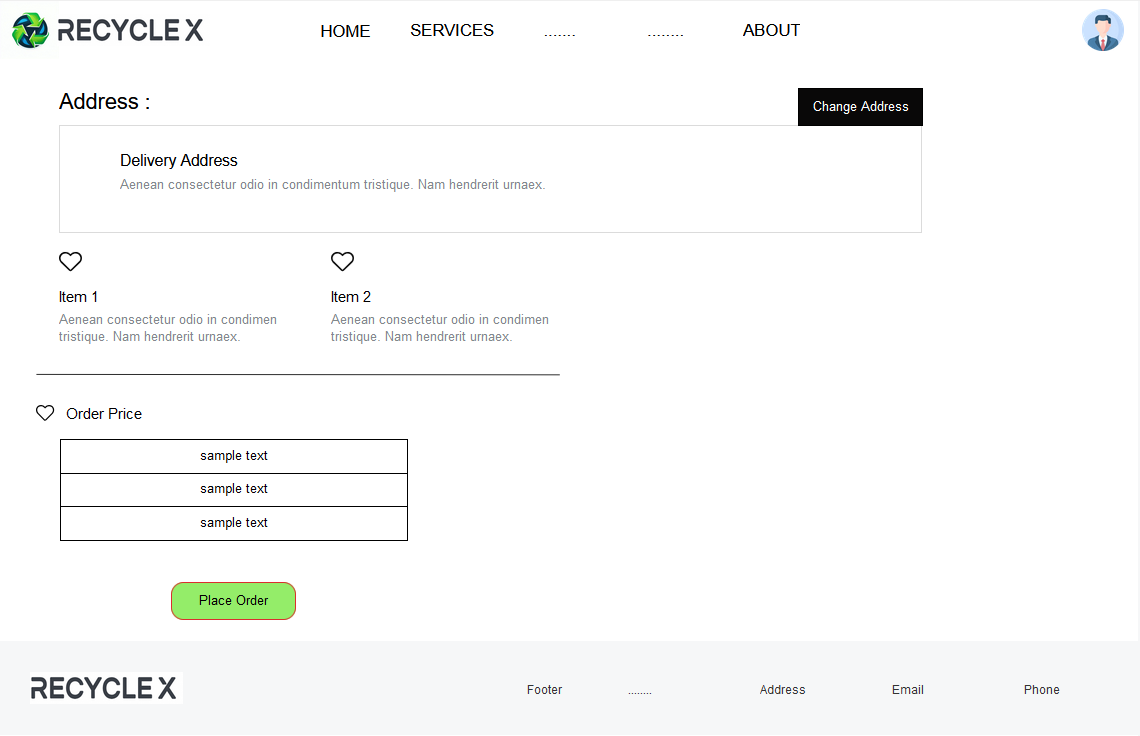 RECYCLE X
HOME SERVICES ....... ........ ABOUT
Address :
Change Address
Delivery Address
Aenean consectetur odio in condimentum tristique. Nam hendrerit urnaex.
Item 1
Aenean consectetur odio in condimen
tristique. Nam hendrerit urnaex.
Item 2
Aenean consectetur odio in condimen
tristique. Nam hendrerit urnaex.
Order Price
sample text
sample text
sample text
Place Order
RECYCLE X
Footer ........ Address Email Phone